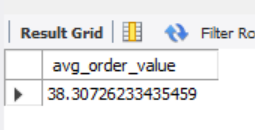 Result Grid Filter Ro
avg_order_value
38.30726233435459